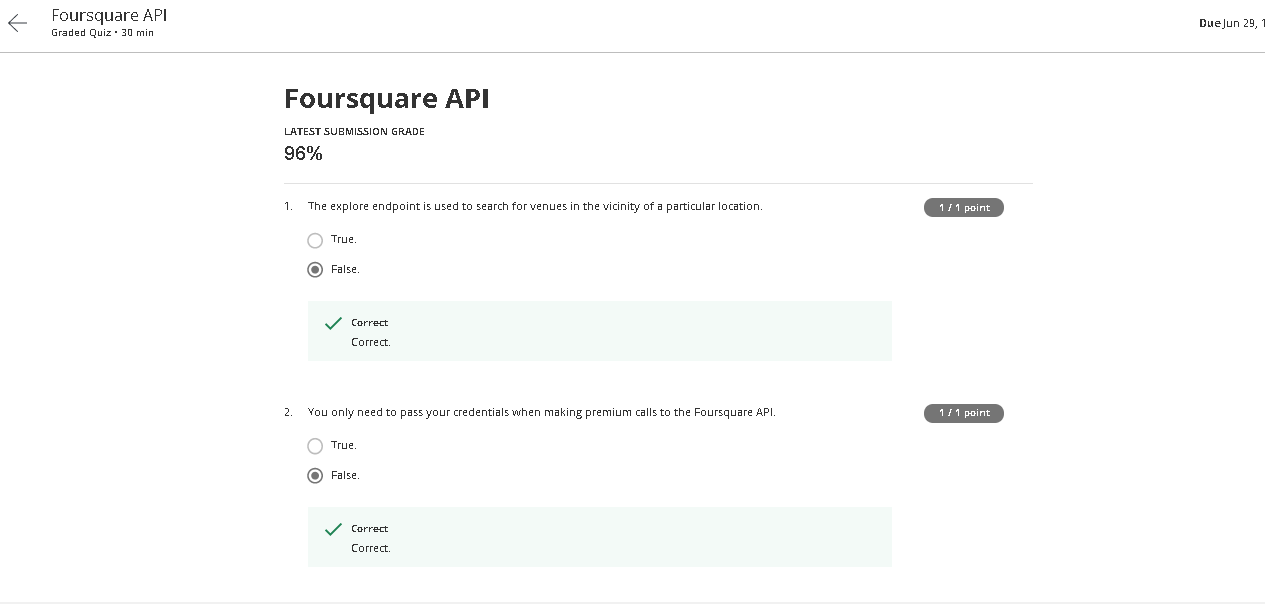 Foursquare API
Graded Quiz • 30 min
Due Jun 29, 1
Foursquare API
LATEST SUBMISSION GRADE
96%
1. The explore endpoint is used to search for venues in the vicinity of a particular location. 1 / 1 point
True.
False.
Correct
Correct.
2. You only need to pass your credentials when making premium calls to the Foursquare API. 1 / 1 point
True.
False.
Correct
Correct.